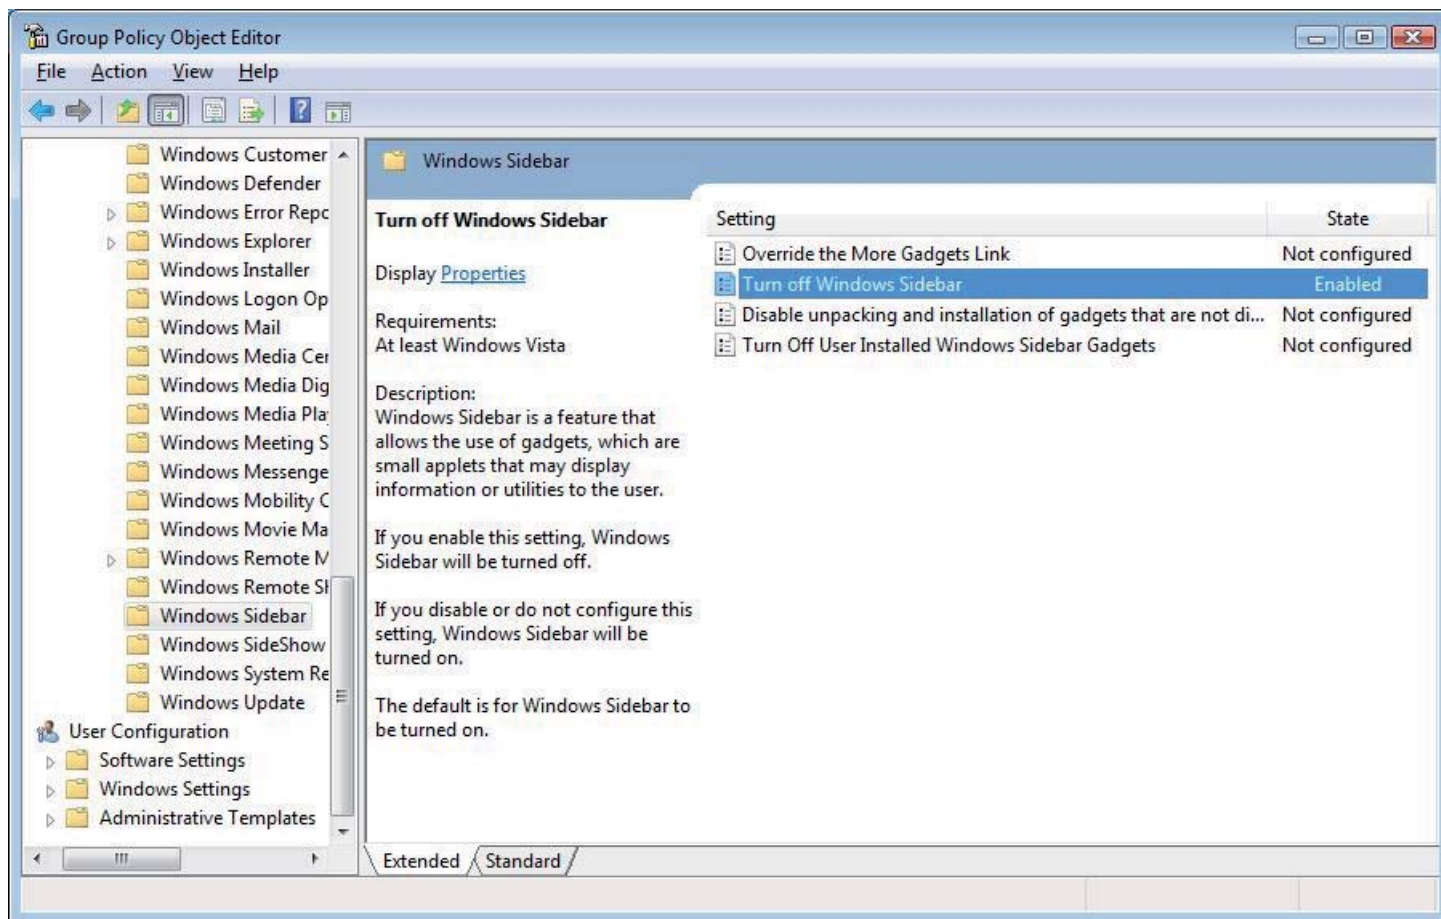 Group Policy Object Editor
File Action View Help
Windows Customer
Windows Defender
Windows Error Repc
Windows Explorer
Windows Installer
Windows Logon Op
Windows Mail
Windows Media Cer
Windows Media Dig
Windows Media Pla
Windows Meeting S
Windows Messenge
Windows Mobility C
Windows Movie Ma
Windows Remote M
Windows Remote Sh
Windows Sidebar
Windows SideShow
Windows System Re
Windows Update
User Configuration
Software Settings
Windows Settings
Administrative Templates
Windows Sidebar
Turn off Windows Sidebar
Display Properties
Requirements:
At least Windows Vista
Description:
Windows Sidebar is a feature that
allows the use of gadgets, which are
small applets that may display
information or utilities to the user.
If you enable this setting, Windows
Sidebar will be turned off.
If you disable or do not configure this
setting, Windows Sidebar will be
turned on.
The default is for Windows Sidebar to
be turned on.
Setting State
Override the More Gadgets Link Not configured
Turn off Windows Sidebar Enabled
Disable unpacking and installation of gadgets that are not di... Not configured
Turn Off User Installed Windows Sidebar Gadgets Not configured
Extended Standard